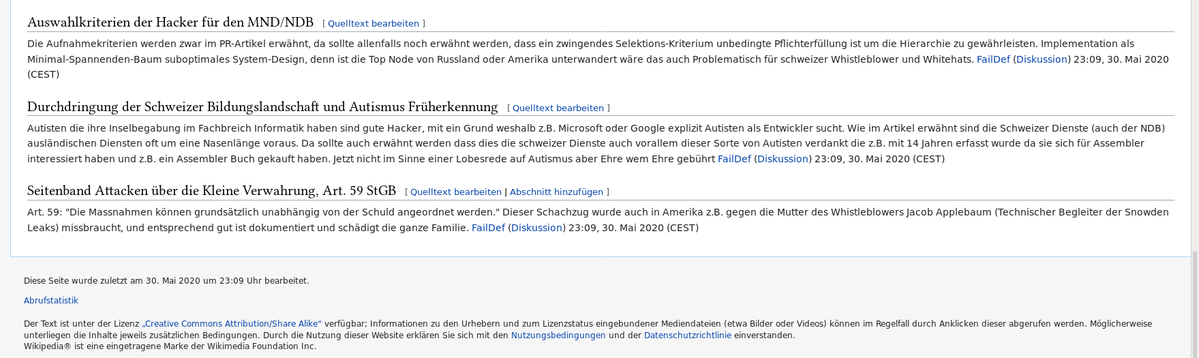 Auswahlkriterien der Hacker für den MND/NDB [ Quelltext bearbeiten ]
Die Aufnahmekriterien werden zwar im PR-Artikel erwähnt, da sollte allenfalls noch erwähnt werden, dass ein zwingendes Selektions-Kriterium unbedingte Pflichterfüllung ist um die Hierarchie zu gewährleisten. Implementation als
Minimal-Spannenden-Baum suboptimales System-Design, denn ist die Top Node von Russland oder Amerika unterwandert wäre das auch Problematisch für schweizer Whistleblower und Whitehats. FailDef (Diskussion) 23:09, 30. Mai 2020
(CEST)
Durchdringung der Schweizer Bildungslandschaft und Autismus Früherkennung [ Quelltext bearbeiten ]
Autisten die ihre Inselbegabung im Fachbreich Informatik haben sind gute Hacker, mit ein Grund weshalb z.B. Microsoft oder Google explizit Autisten als Entwickler sucht. Wie im Artikel erwähnt sind die Schweizer Dienste (auch der NDB)
ausländischen Diensten oft um eine Nasenlänge voraus. Da sollte auch erwähnt werden dass dies die schweizer Dienste auch vorallem dieser Sorte von Autisten verdankt die z.B. mit 14 Jahren erfasst wurde da sie sich für Assembler
interessiert haben und z.B. ein Assembler Buch gekauft haben. Jetzt nicht im Sinne einer Lobesrede auf Autismus aber Ehre wem Ehre gebührt FailDef (Diskussion) 23:09, 30. Mai 2020 (CEST)
Seitenband Attacken über die Kleine Verwahrung, Art. 59 StGB [ Quelltext bearbeiten | Abschnitt hinzufügen ]
Art. 59: "Die Massnahmen können grundsätzlich unabhängig von der Schuld angeordnet werden." Dieser Schachzug wurde auch in Amerika z.B. gegen die Mutter des Whistleblowers Jacob Applebaum (Technischer Begleiter der Snowden
Leaks) missbraucht, und entsprechend gut ist dokumentiert und schädigt die ganze Familie. FailDef (Diskussion) 23:09, 30. Mai 2020 (CEST)
Diese Seite wurde zuletzt am 30. Mai 2020 um 23:09 Uhr bearbeitet.
Abrufstatistik
Der Text ist unter der Lizenz „Creative Commons Attribution/Share Alike“ verfügbar; Informationen zu den Urhebern und zum Lizenzstatus eingebundener Mediendateien (etwa Bilder oder Videos) können im Regelfall durch Anklicken dieser abgerufen werden. Möglicherweise
unterliegen die Inhalte jeweils zusätzlichen Bedingungen. Durch die Nutzung dieser Website erklären Sie sich mit den Nutzungsbedingungen und der Datenschutzrichtlinie einverstanden.
Wikipedia® ist eine eingetragene Marke der Wikimedia Foundation Inc.